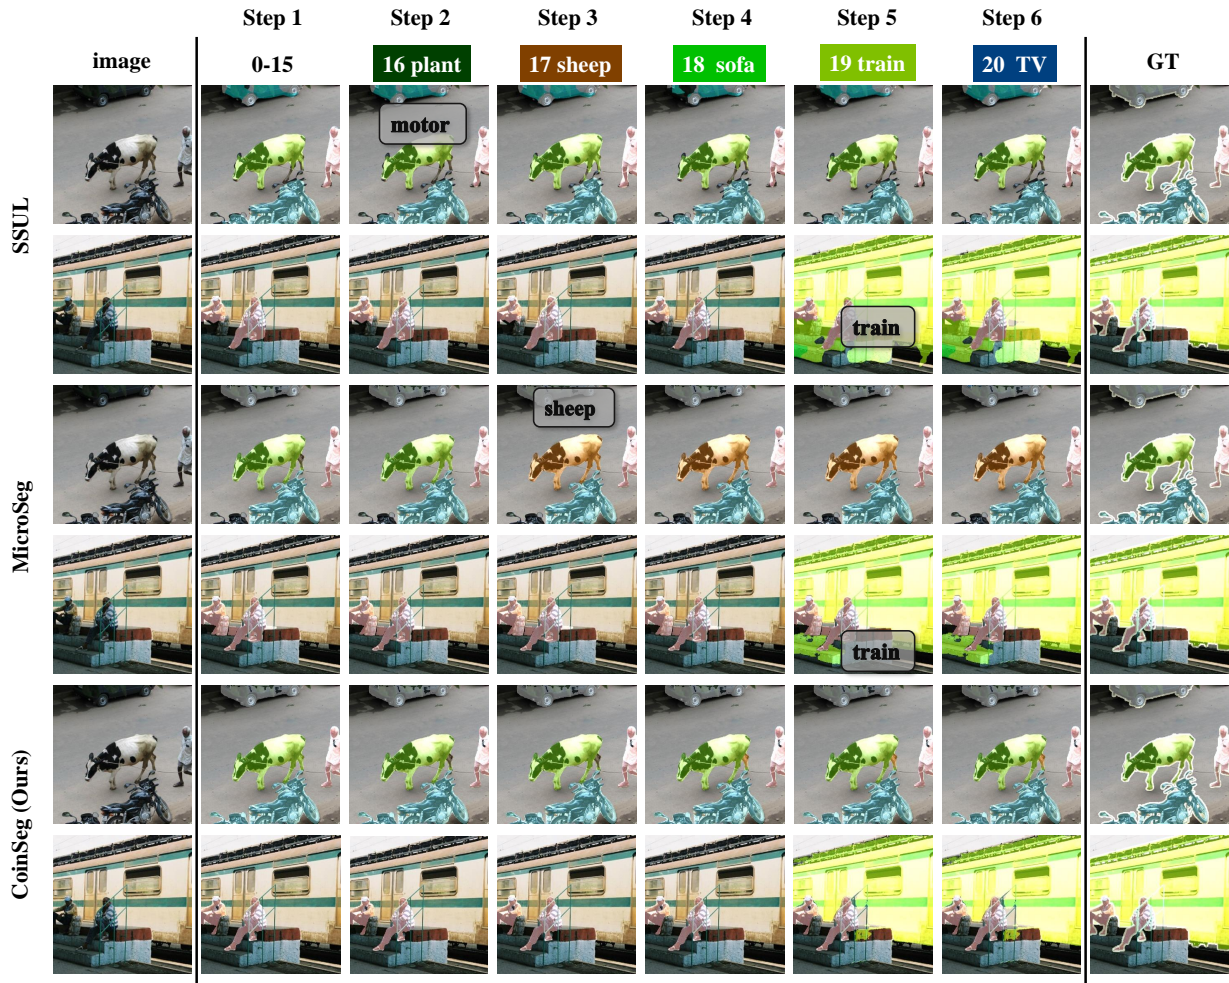 Step 1 Step 2 Step 3 Step 4 Step 5 Step 6
image 0-15 16 plant 17 sheep 18 sofa 19 train 20 TV GT
SSUL
motor
train
MicroSeg
sheep
train
CoinSeg (Ours)